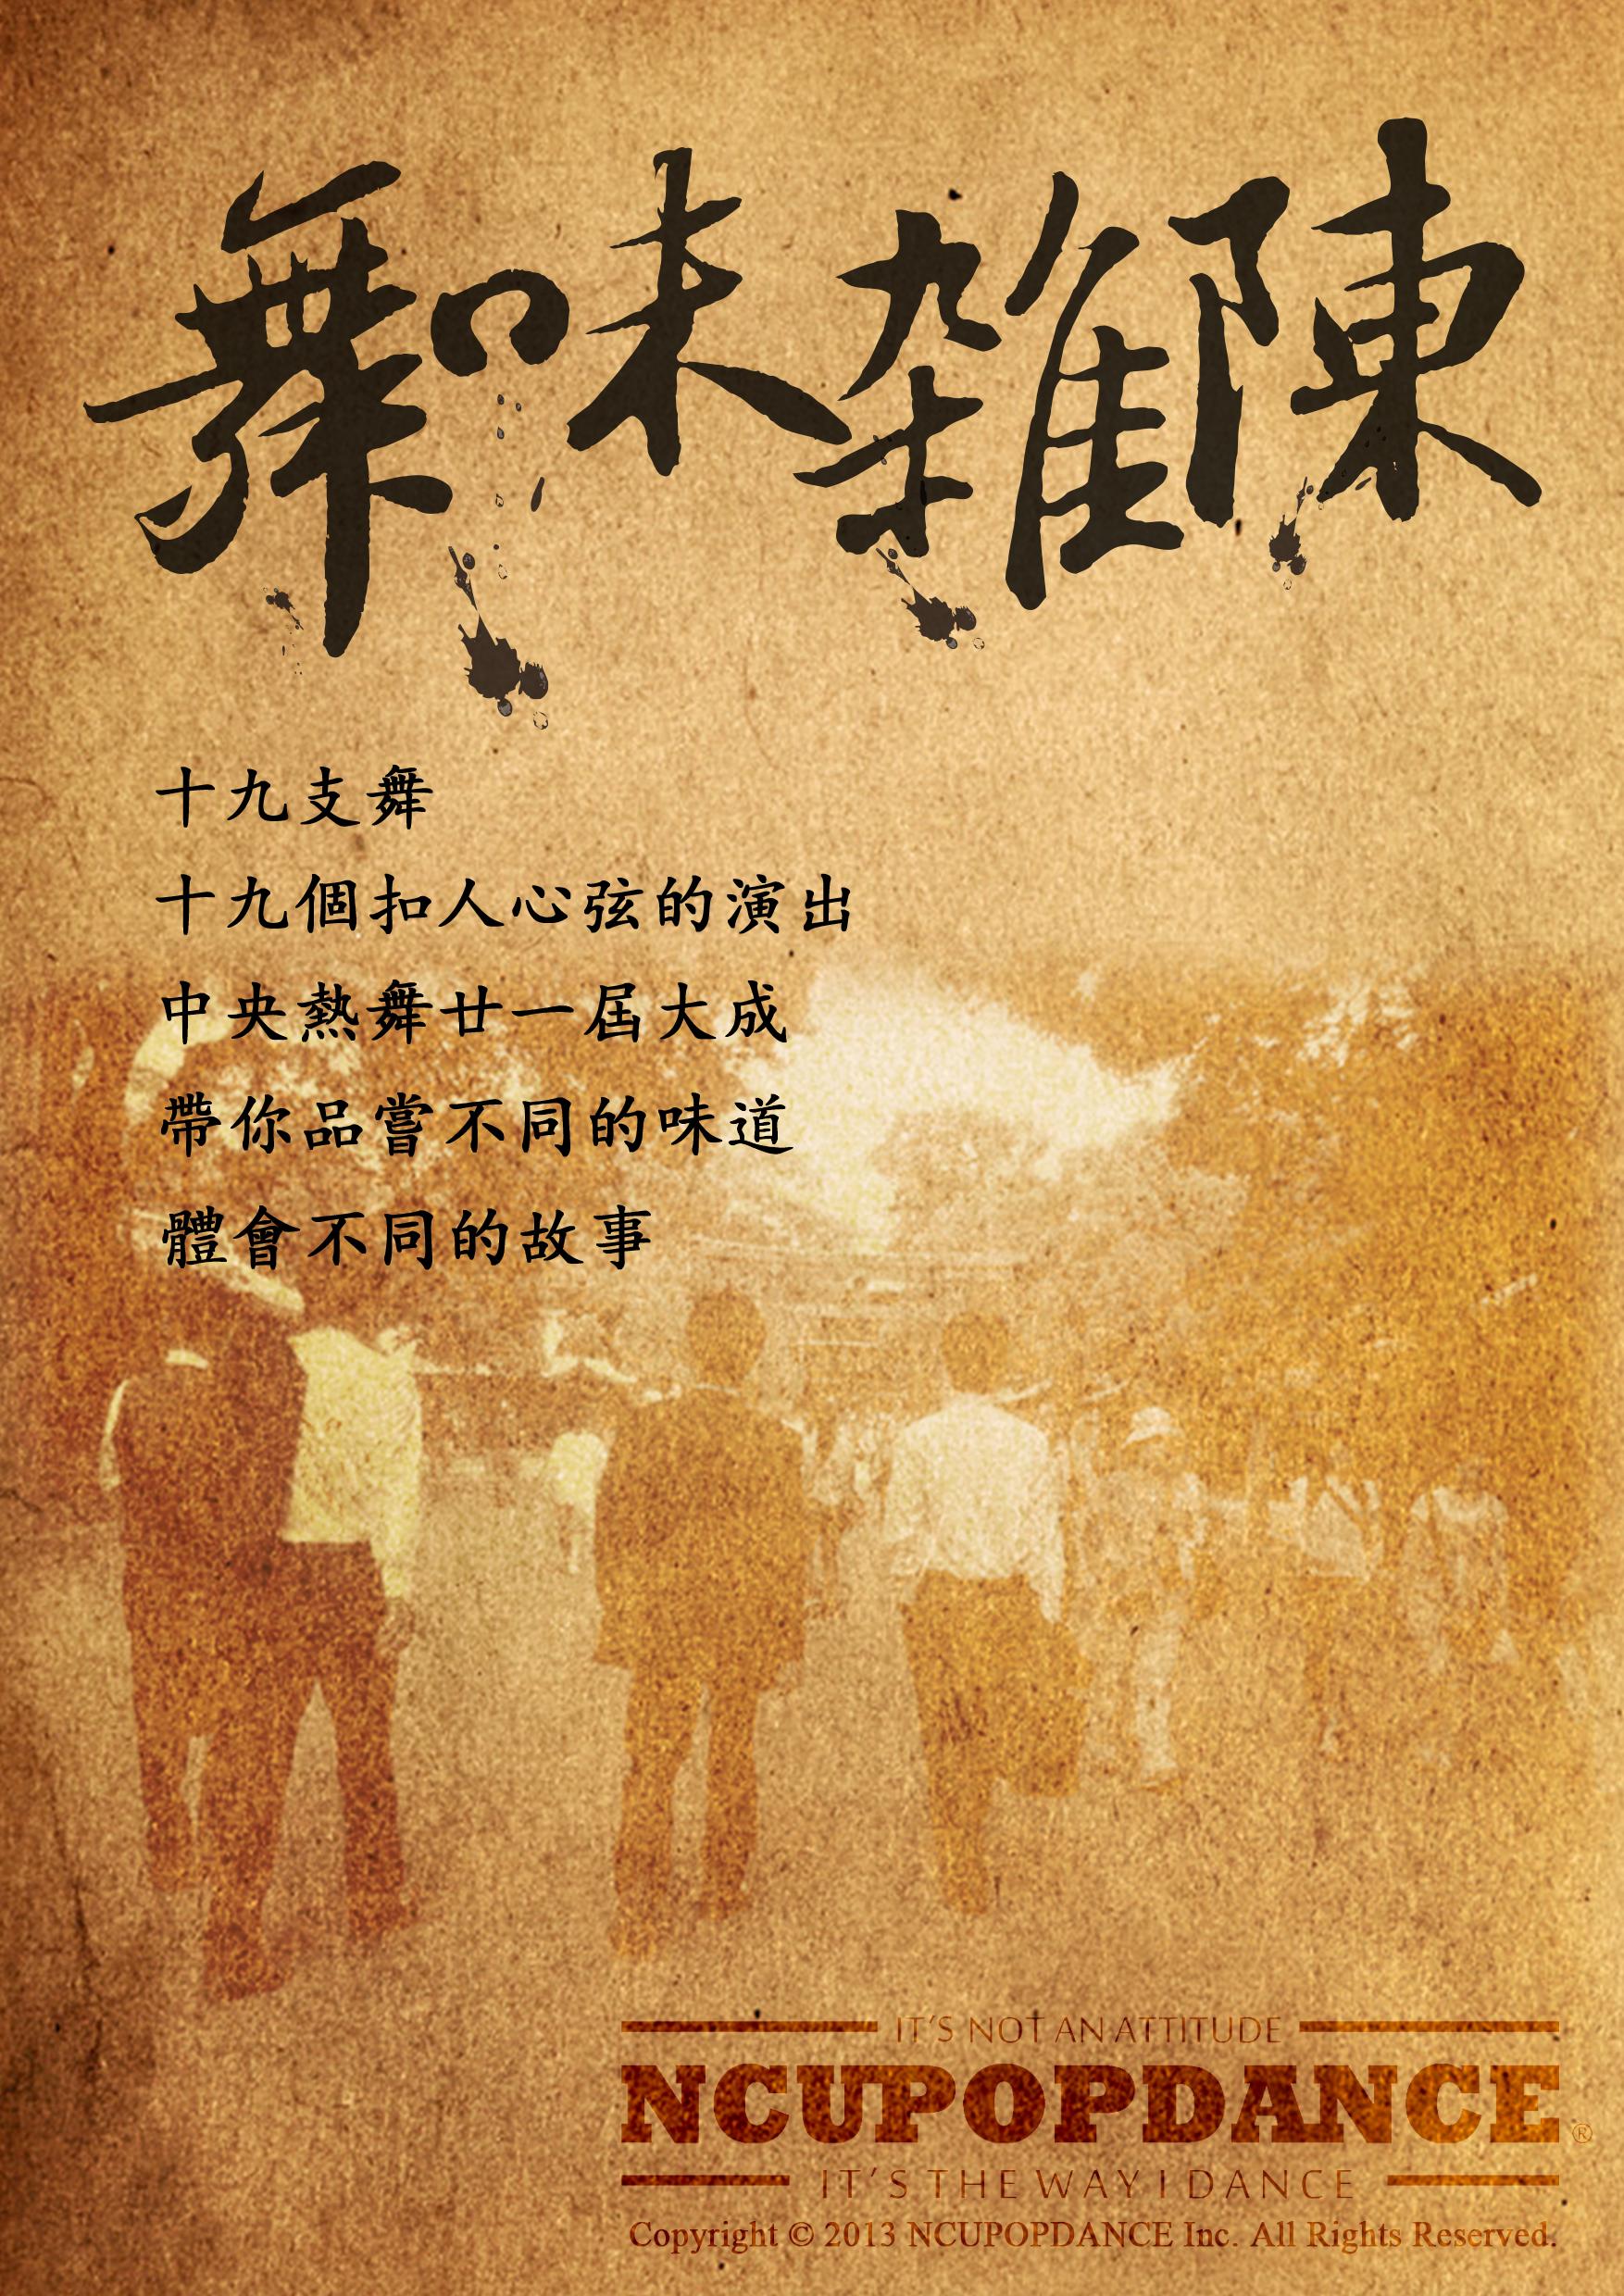 舞味雜陳
十九支舞
十九個扣人心弦的演出
中央熱舞廿一屆大成
帶你品嘗不同的味道
體會不同的故事
IT'S NOT AN ATTITUDE
NCUPOPDANCE®
IT'S THE WAY I DANCE
Copyright © 2013 NCUPOPDANCE Inc. All Rights Reserved.